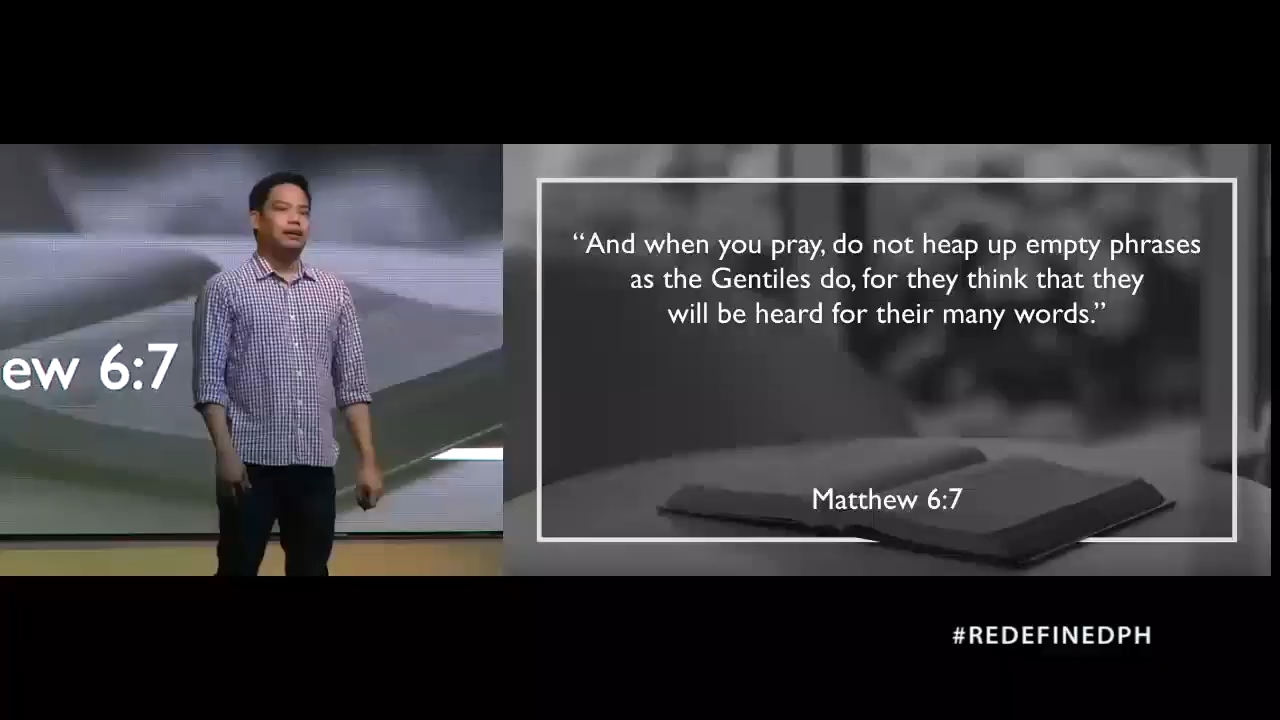 ew 6:7
“And when you pray, do not heap up empty phrases
as the Gentiles do, for they think that they
will be heard for their many words.”
Matthew 6:7
#REDEFINEDPH